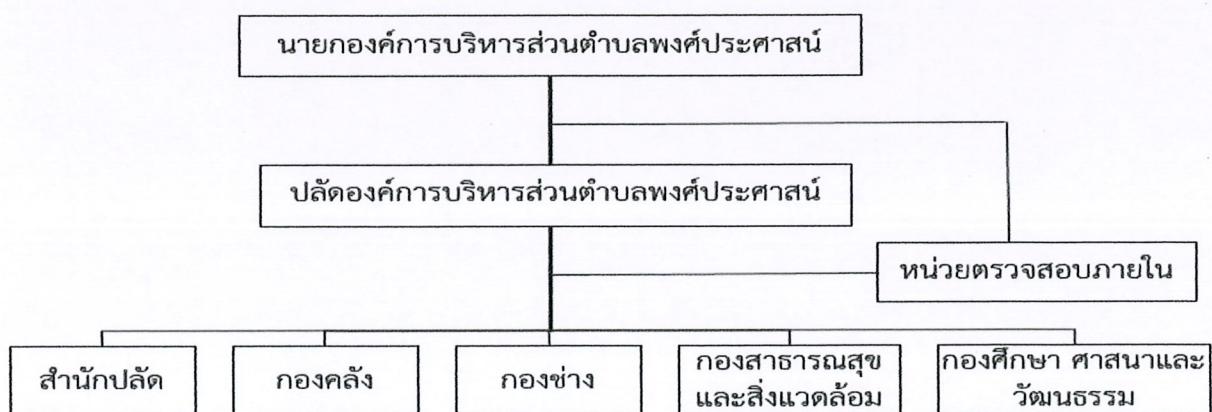 นายกองค์การบริหารส่วนตำบลพงศ์ประศาสน์
ปลัดองค์การบริหารส่วนตำบลพงศ์ประศาสน์
หน่วยตรวจสอบภายใน
สำนักปลัด
กองคลัง
กองช่าง
กองสาธารณสุข
และสิ่งแวดล้อม
กองศึกษา ศาสนาและ
วัฒนธรรม